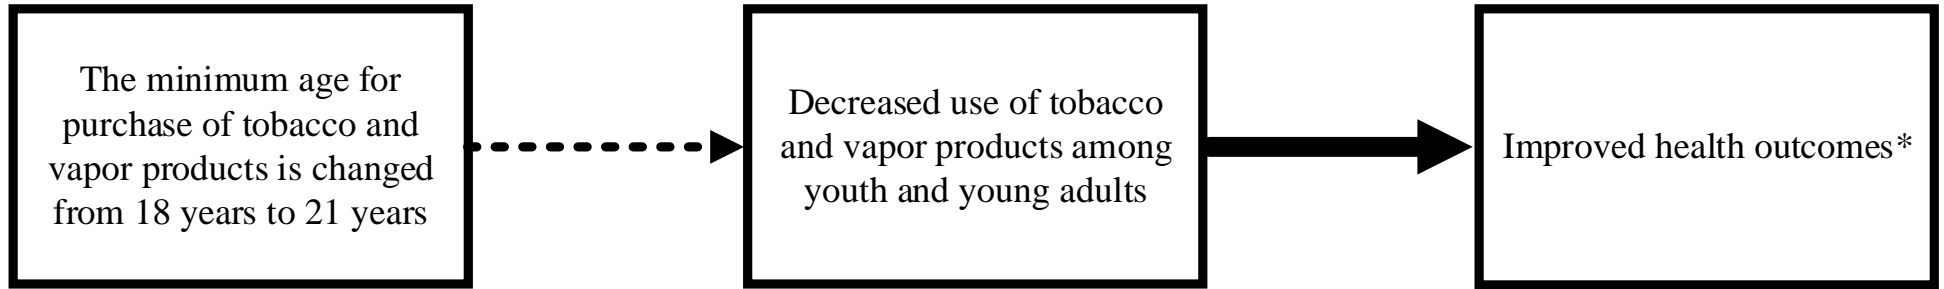 The minimum age for
purchase of tobacco and
vapor products is changed
from 18 years to 21 years
Decreased use of tobacco
and vapor products among
youth and young adults
Improved health outcomes*